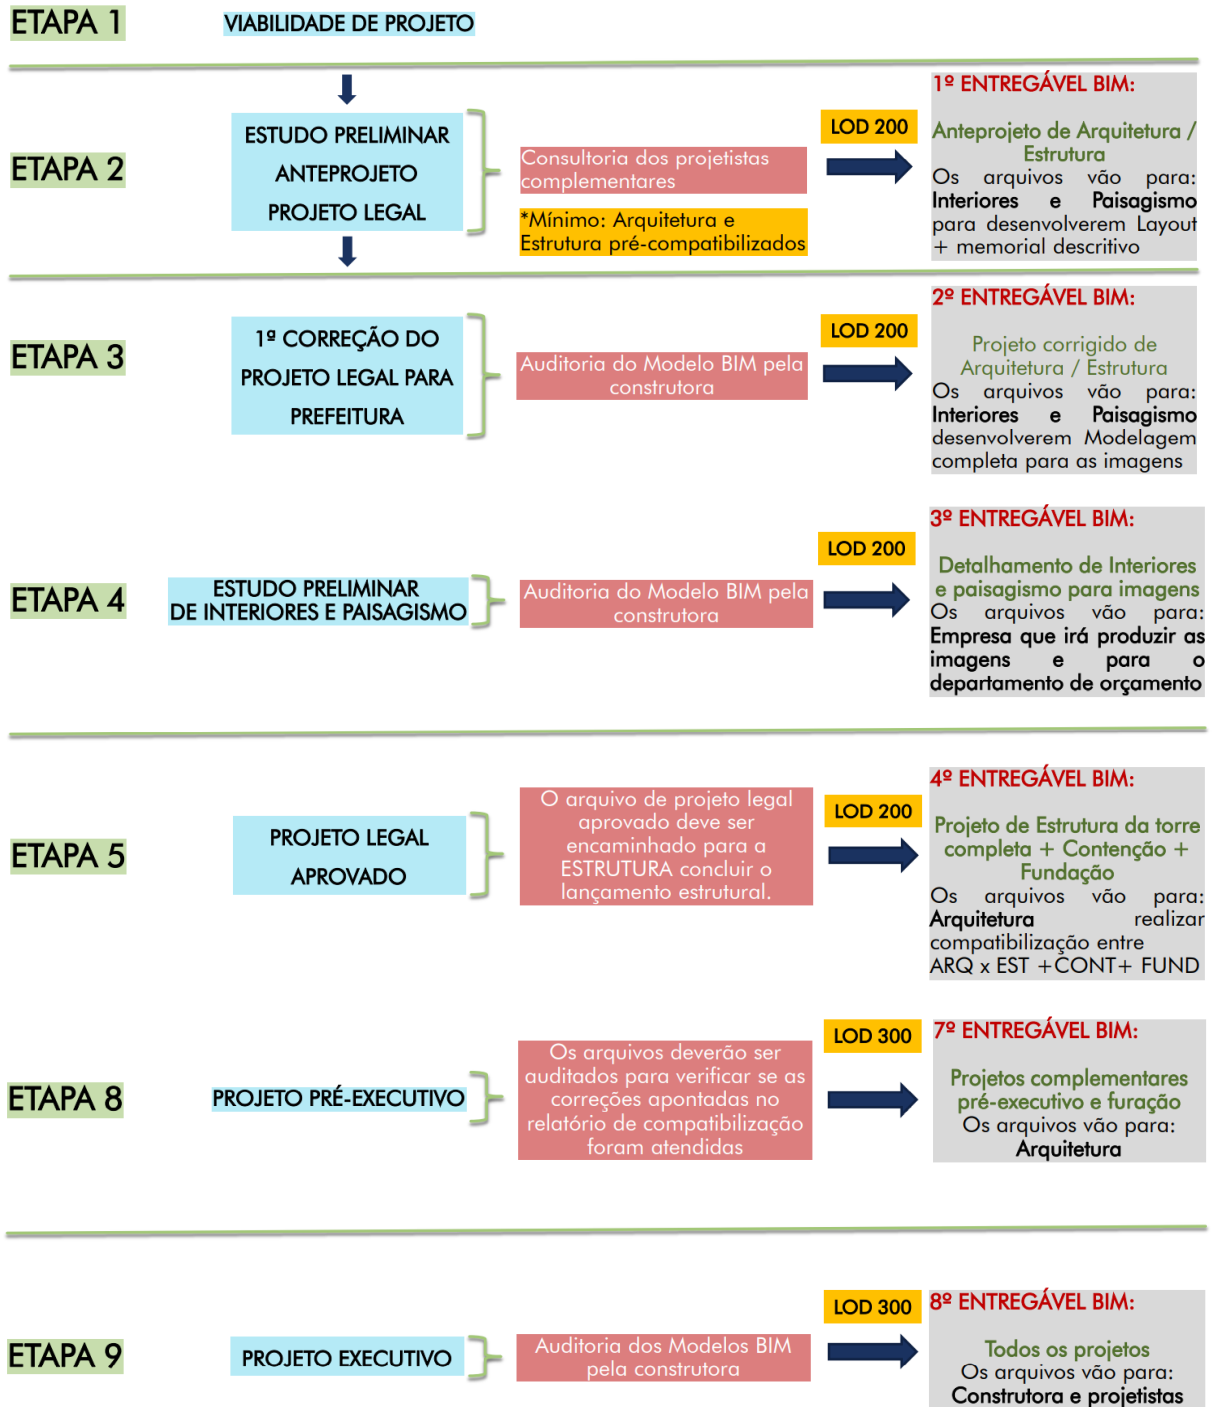 ETAPA 1
VIABILIDADE DE PROJETO
ETAPA 2
ESTUDO PRELIMINAR
ANTEPROJETO
PROJETO LEGAL
Consultoria dos projetistas
complementares
*Mínimo: Arquitetura e
Estrutura pré-compatibilizados
LOD 200
1º ENTREGÁVEL BIM:
Anteprojeto de Arquitetura /
Estrutura
Os arquivos vão para:
Interiores e Paisagismo
para desenvolverem Layout
+ memorial descritivo
ETAPA 3
1ª CORREÇÃO DO
PROJETO LEGAL PARA
PREFEITURA
Auditoria do Modelo BIM pela
construtora
LOD 200
2º ENTREGÁVEL BIM:
Projeto corrigido de
Arquitetura / Estrutura
Os arquivos vão para:
Interiores e Paisagismo
desenvolverem Modelagem
completa para as imagens
ETAPA 4
ESTUDO PRELIMINAR
DE INTERIORES E PAISAGISMO
Auditoria do Modelo BIM pela
construtora
LOD 200
3º ENTREGÁVEL BIM:
Detalhamento de Interiores
e paisagismo para imagens
Os arquivos vão para:
Empresa que irá produzir as
imagens e para o
departamento de orçamento
ETAPA 5
PROJETO LEGAL
APROVADO
O arquivo de projeto legal
aprovado deve ser
encaminhado para a
ESTRUTURA concluir o
lançamento estrutural.
LOD 200
4º ENTREGÁVEL BIM:
Projeto de Estrutura da torre
completa + Contenção +
Fundação
Os arquivos vão para:
Arquitetura realizar
compatibilização entre
ARQ x EST +CONT+ FUND
ETAPA 8
PROJETO PRÉ-EXECUTIVO
Os arquivos deverão ser
auditados para verificar se as
correções apontadas no
relatório de compatibilização
foram atendidas
LOD 300
7º ENTREGÁVEL BIM:
Projetos complementares
pré-executivo e furação
Os arquivos vão para:
Arquitetura
ETAPA 9
PROJETO EXECUTIVO
Auditoria dos Modelos BIM
pela construtora
LOD 300
8º ENTREGÁVEL BIM:
Todos os projetos
Os arquivos vão para:
Construtora e projetistas